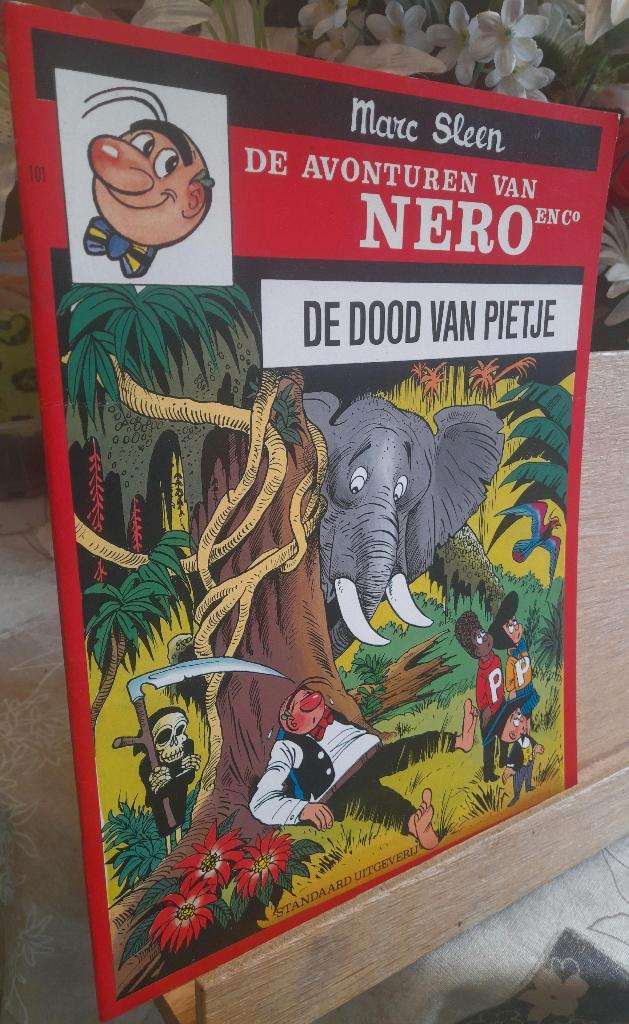 101
Marc Sleen
DE AVONTUREN VAN
NERO EN CO
DE DOOD VAN PIETJE
P P
STANDAARD UITGEVERIJ